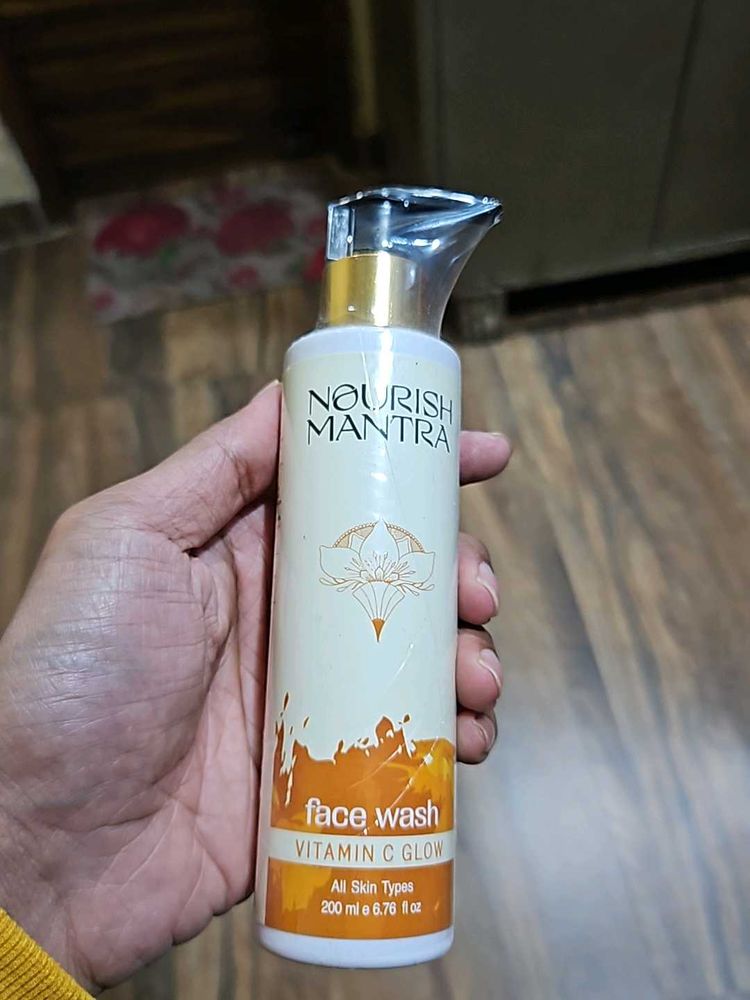 NOURISH
MANTRA
face wash
VITAMIN C GLOW
All Skin Types
200 ml e 6.76 fl oz